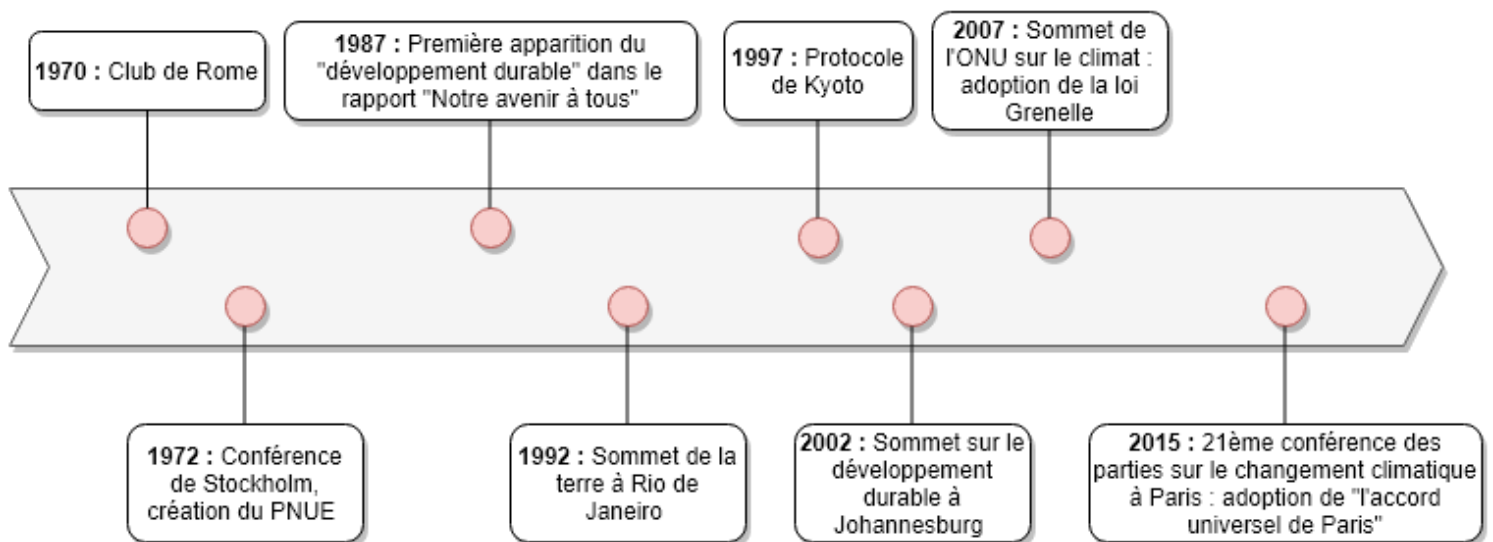 1970 : Club de Rome
1972 : Conférence
de Stockholm,
création du PNUE
1987 : Première apparition du
"développement durable" dans le
rapport "Notre avenir à tous"
1992 : Sommet de la
terre à Rio de
Janeiro
1997 : Protocole
de Kyoto
2002 : Sommet sur le
développement
durable à
Johannesburg
2007 : Sommet de
l'ONU sur le climat :
adoption de la loi
Grenelle
2015 : 21ème conférence des
parties sur le changement climatique
à Paris : adoption de "l'accord
universel de Paris"